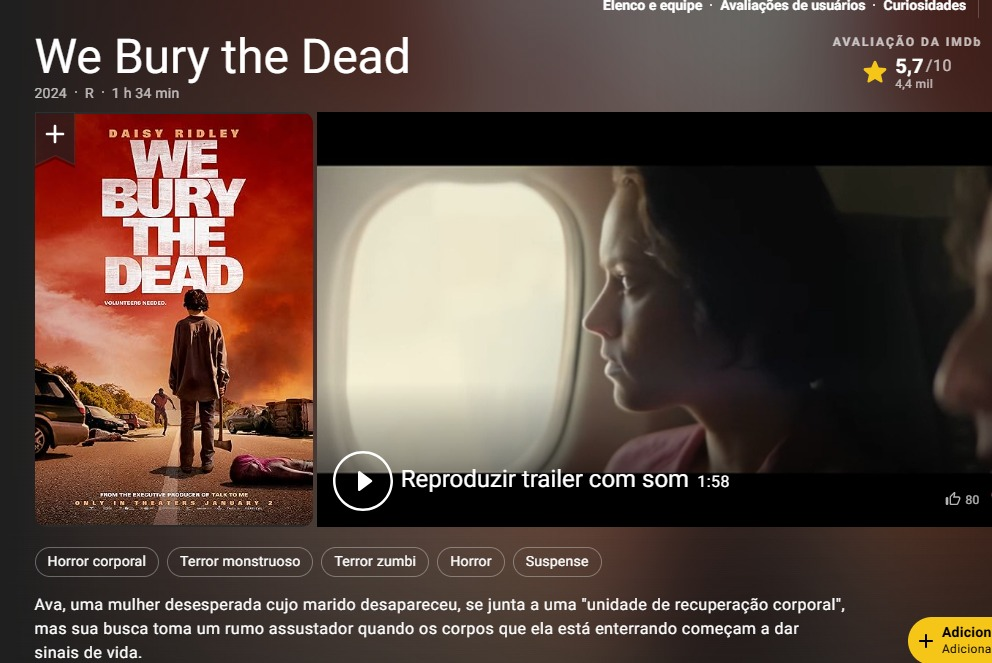 Elenco e equipe · Avaliações de usuários · Curiosidades
We Bury the Dead
2024 · R · 1 h 34 min
AVALIAÇÃO DA IMDb
5,7/10
4,4 mil
DAISY RIDLEY
WE
BURY
THE
DEAD
VOLUNTEERS NEEDED.
FROM THE EXECUTIVE PRODUCER OF TALK TO ME
ONLY IN THEATERS JANUARY 2
Reproduzir trailer com som 1:58
80
Horror corporal
Terror monstruoso
Terror zumbi
Horror
Suspense
Ava, uma mulher desesperada cujo marido desapareceu, se junta a uma "unidade de recuperação corporal",
mas sua busca toma um rumo assustador quando os corpos que ela está enterrando começam a dar
sinais de vida.
+ Adicion
Adiciona